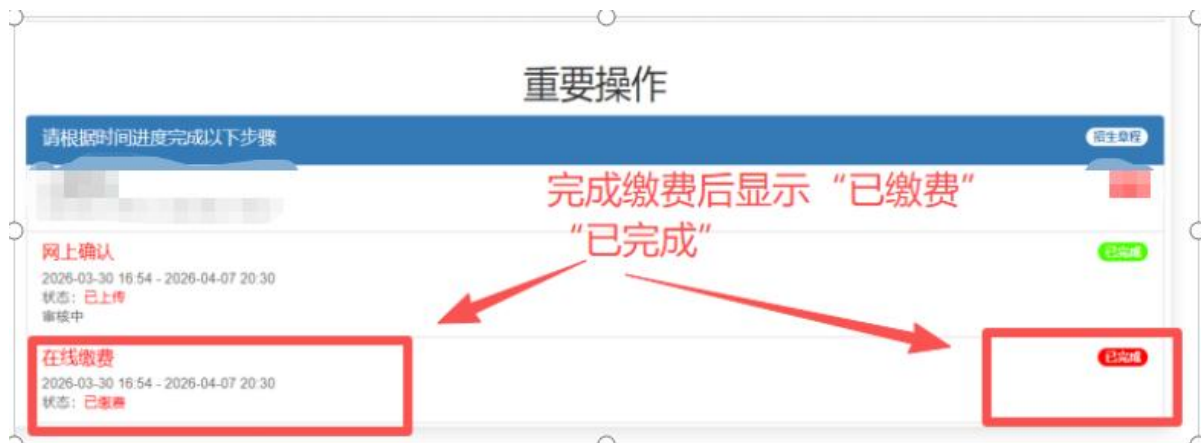 重要操作
请根据时间进度完成以下步骤
招生章程
完成缴费后显示“已缴费”
“已完成”
网上确认
已完成
2026-03-30 16:54 - 2026-04-07 20:30
状态：已上传
审核中
在线缴费
已完成
2026-03-30 16:54 - 2026-04-07 20:30
状态：已缴费